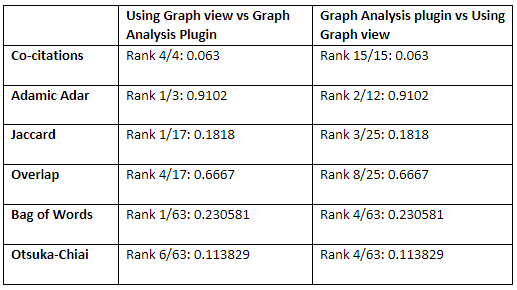 Using Graph view vs Graph
Analysis Plugin
Graph Analysis plugin vs Using
Graph view
Co-citations
Rank 4/4: 0.063
Rank 15/15: 0.063
Adamic Adar
Rank 1/3: 0.9102
Rank 2/12: 0.9102
Jaccard
Rank 1/17: 0.1818
Rank 3/25: 0.1818
Overlap
Rank 4/17: 0.6667
Rank 8/25: 0.6667
Bag of Words
Rank 1/63: 0.230581
Rank 4/63: 0.230581
Otsuka-Chiai
Rank 6/63: 0.113829
Rank 4/63: 0.113829